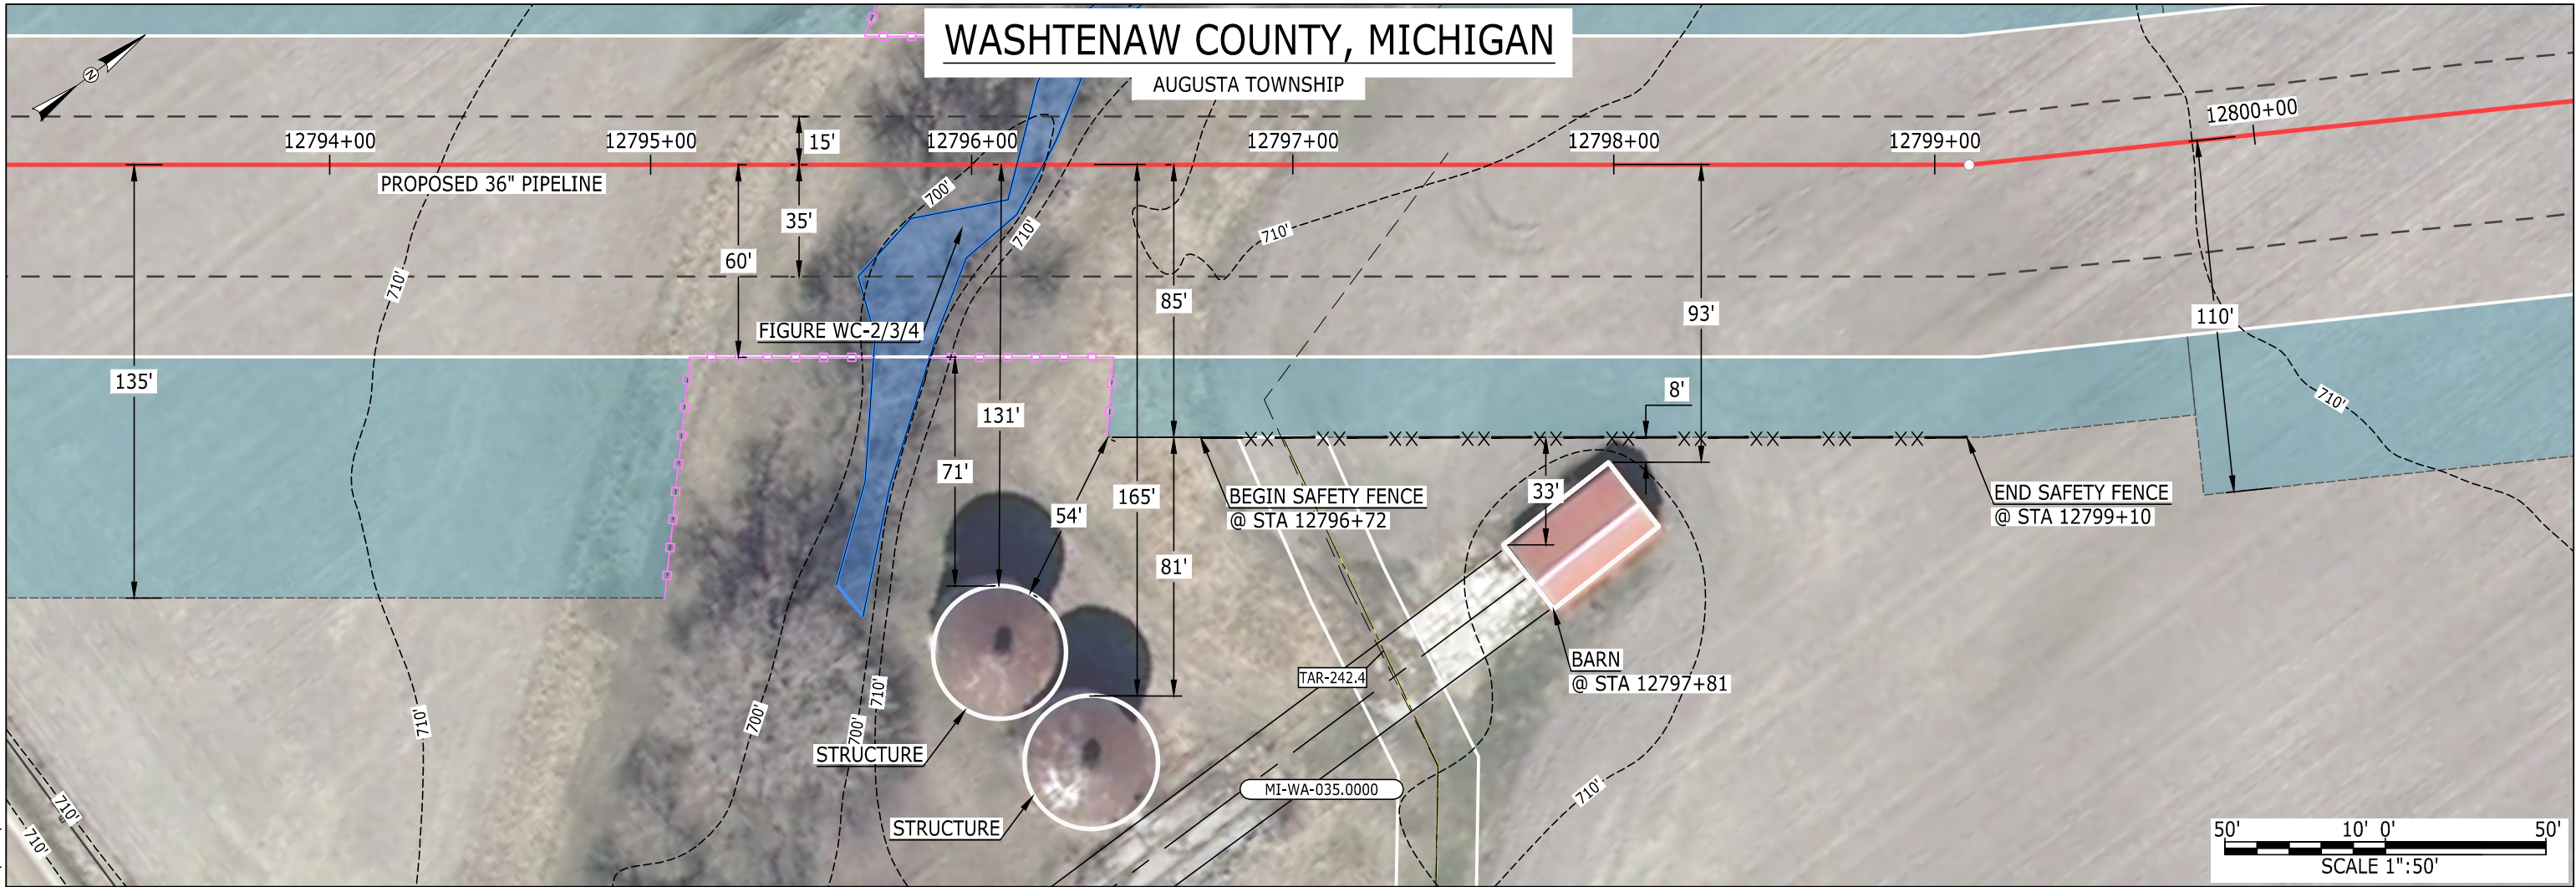 WASHTENAW COUNTY, MICHIGAN
AUGUSTA TOWNSHIP
N
12794+00
12795+00
12796+00
12797+00
12798+00
12799+00
12800+00
15'
PROPOSED 36" PIPELINE
700'
35'
710'
710'
60'
710'
85'
93'
110'
FIGURE WC-2/3/4
135'
8'
710'
131'
71'
54'
165'
33'
BEGIN SAFETY FENCE
@ STA 12796+72
END SAFETY FENCE
@ STA 12799+10
81'
BARN
@ STA 12797+81
TAR-242.4
710'
700'
700'
710'
STRUCTURE
MI-WA-035.0000
710'
710'
710'
STRUCTURE
50' 10' 0' 50'
SCALE 1":50'